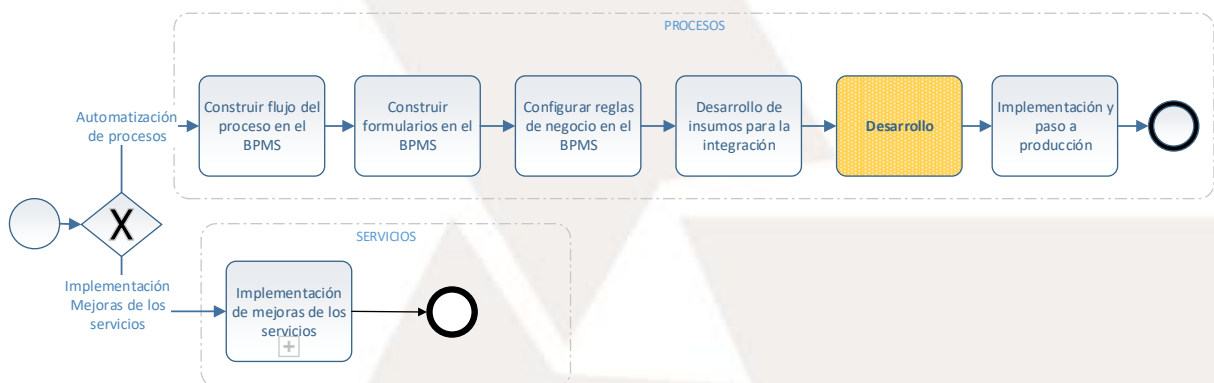 PROCESOS
Automatización
de procesos
Construir flujo del
proceso en el
BPMS
Construir
formularios en el
BPMS
Configurar reglas
de negocio en el
BPMS
Desarrollo de
insumos para la
integración
Desarrollo
Implementación y
paso a
producción
X
SERVICIOS
Implementación
Mejoras de los
servicios
Implementación
de mejoras de los
servicios